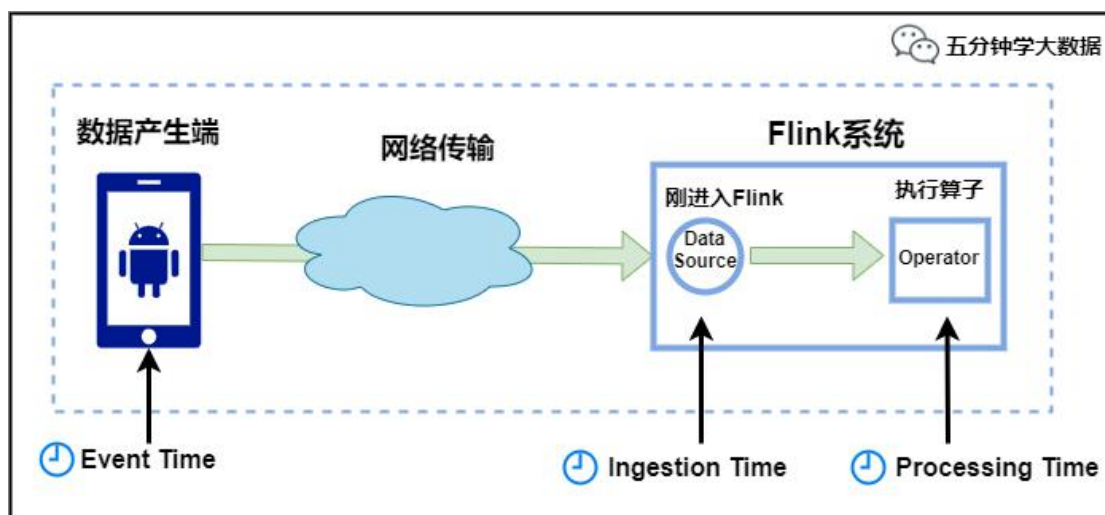 五分钟学大数据
数据产生端
网络传输
Flink系统
刚进入Flink
执行算子
Data
Source
Operator
Event Time
Ingestion Time
Processing Time